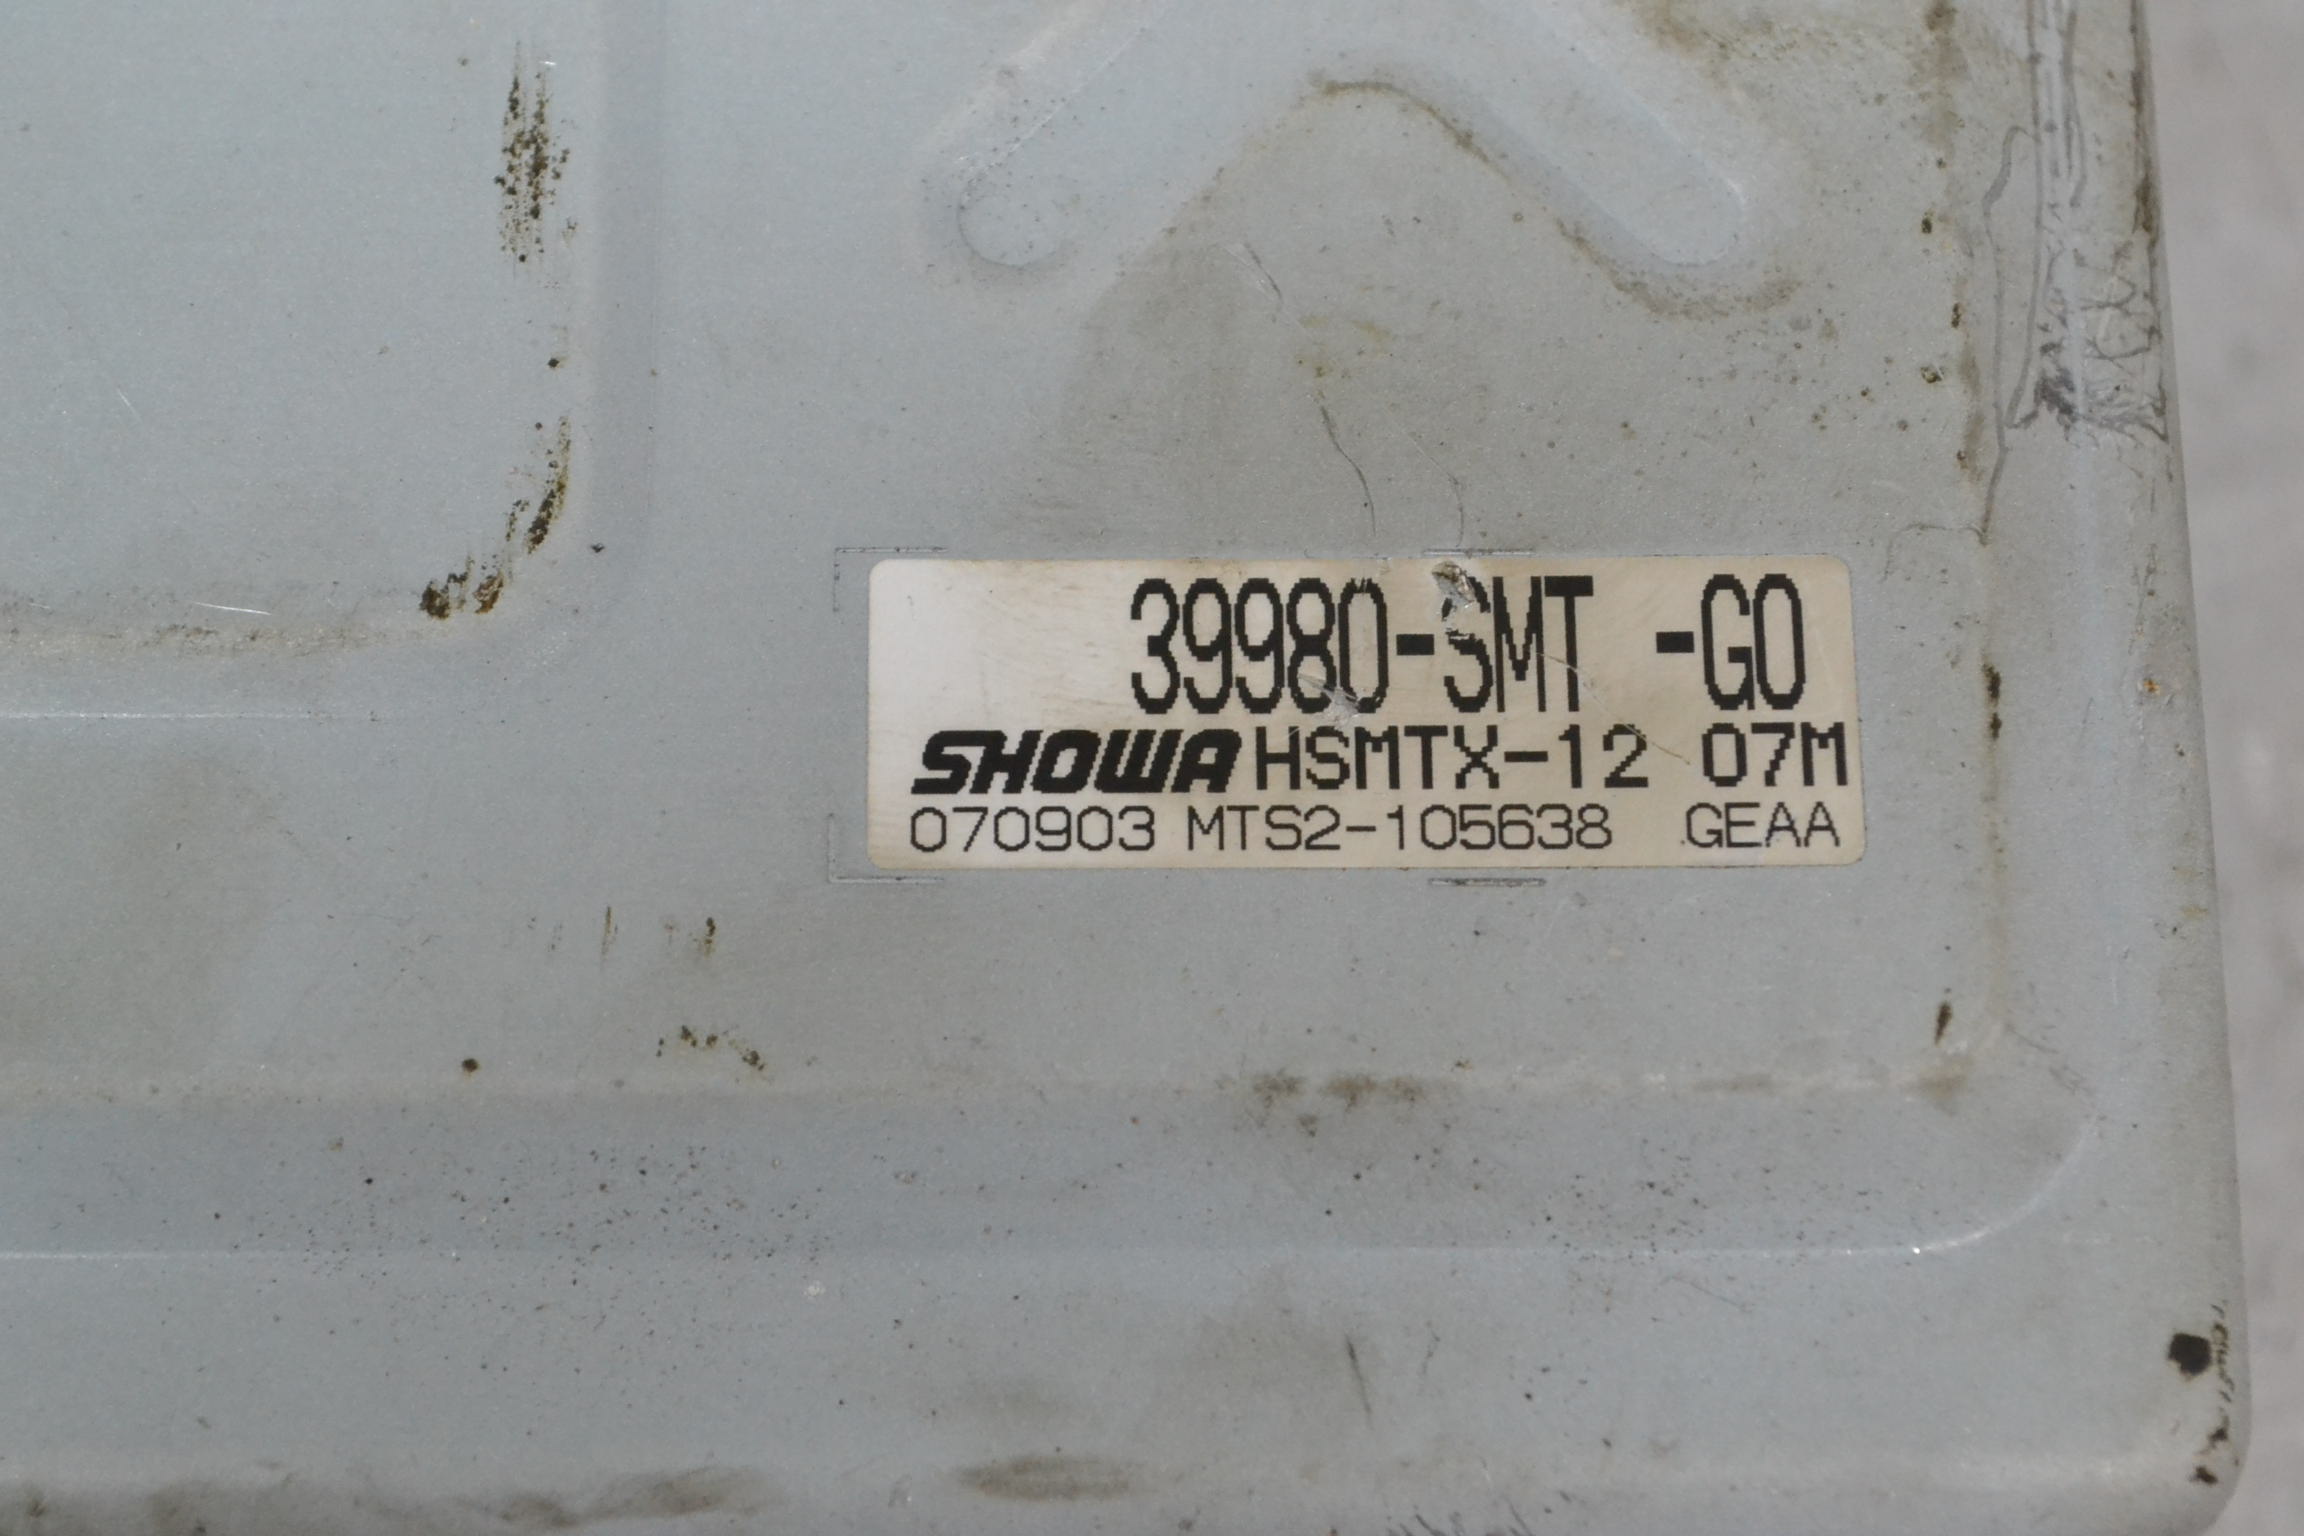 39980-SMT -G0
SHOWA HSMTX-12 07M
070903 MTS2-105638 GEAA